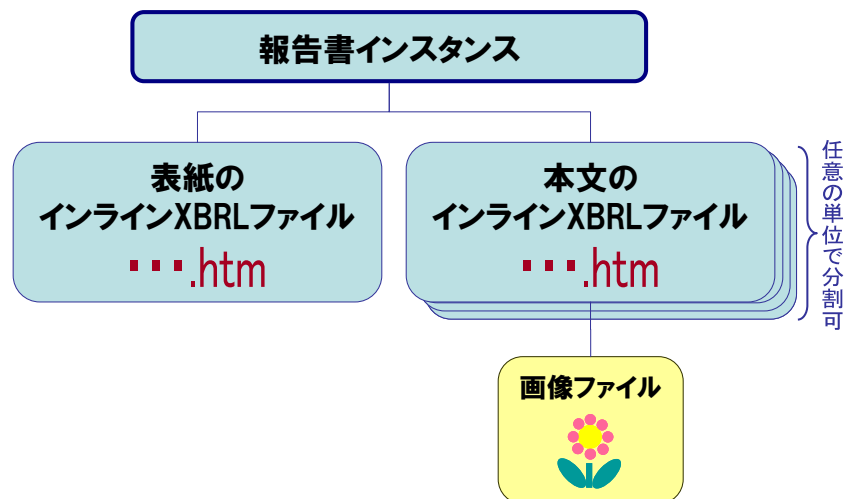 報告書インスタンス
表紙の
インラインXBRLファイル
▪▪▪.htm
本文の
インラインXBRLファイル
▪▪▪.htm
任意の単位で分割可
画像ファイル